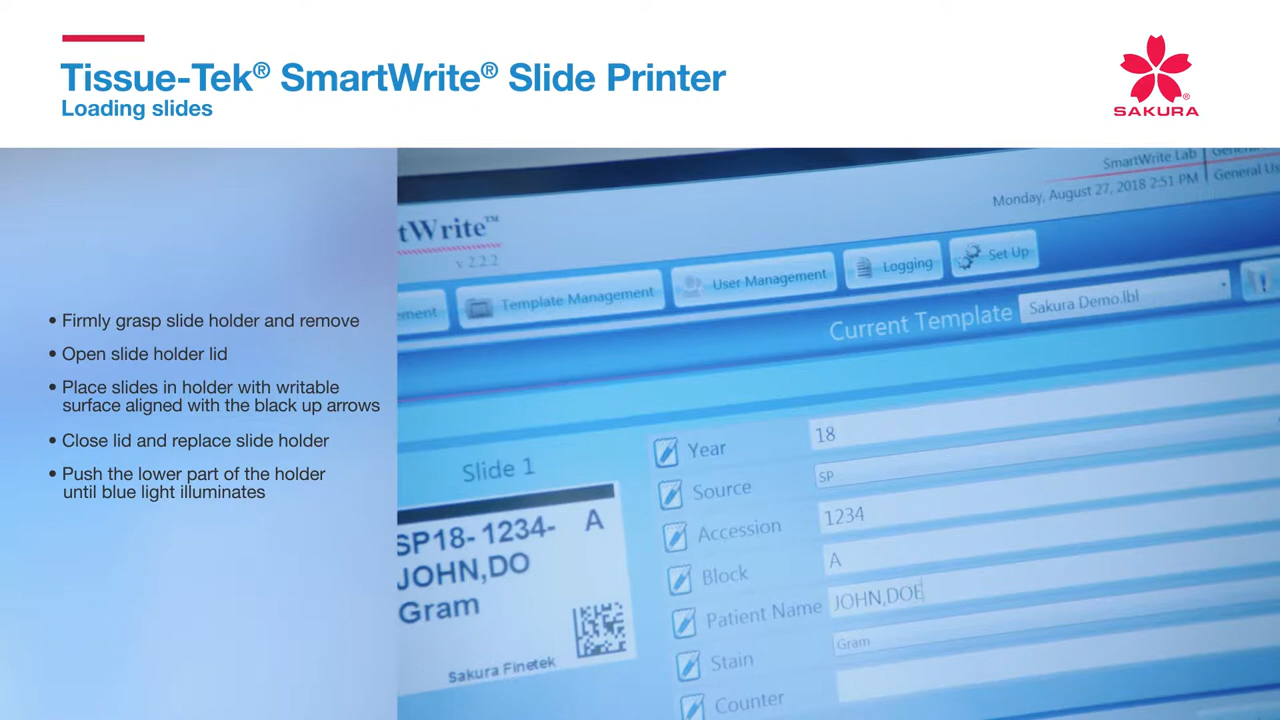 Tissue-Tek® SmartWrite® Slide Printer
Loading slides
SAKURA®
• Firmly grasp slide holder and remove
• Open slide holder lid
• Place slides in holder with writable
surface aligned with the black up arrows
• Close lid and replace slide holder
• Push the lower part of the holder
until blue light illuminates
tWrite™
v 2.2.2
SmartWrite Lab
Monday, August 27, 2018 2:51 PM
General Us
ement
Template Management
User Management
Logging
Set Up
Current Template
Sakura Demo.lbl
Slide 1
SP18- 1234- A
JOHN,DO
Gram
Sakura Finetek
Year 18
Source SP
Accession 1234
Block A
Patient Name JOHN,DOE
Stain Gram
Counter